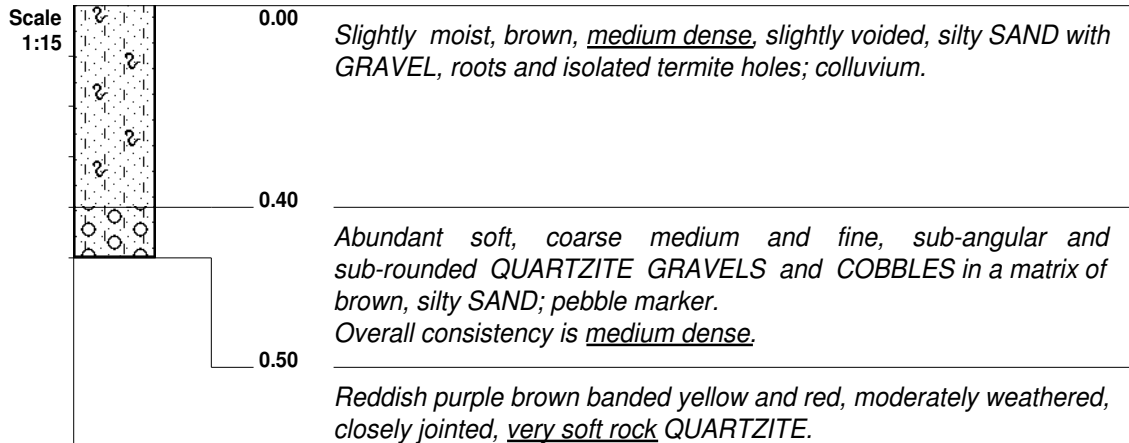 Scale
1:15
0.00
Slightly moist, brown, medium dense, slightly voided, silty SAND with
GRAVEL, roots and isolated termite holes; colluvium.
0.40
Abundant soft, coarse medium and fine, sub-angular and
sub-rounded QUARTZITE GRAVELS and COBBLES in a matrix of
brown, silty SAND; pebble marker.
Overall consistency is medium dense.
0.50
Reddish purple brown banded yellow and red, moderately weathered,
closely jointed, very soft rock QUARTZITE.